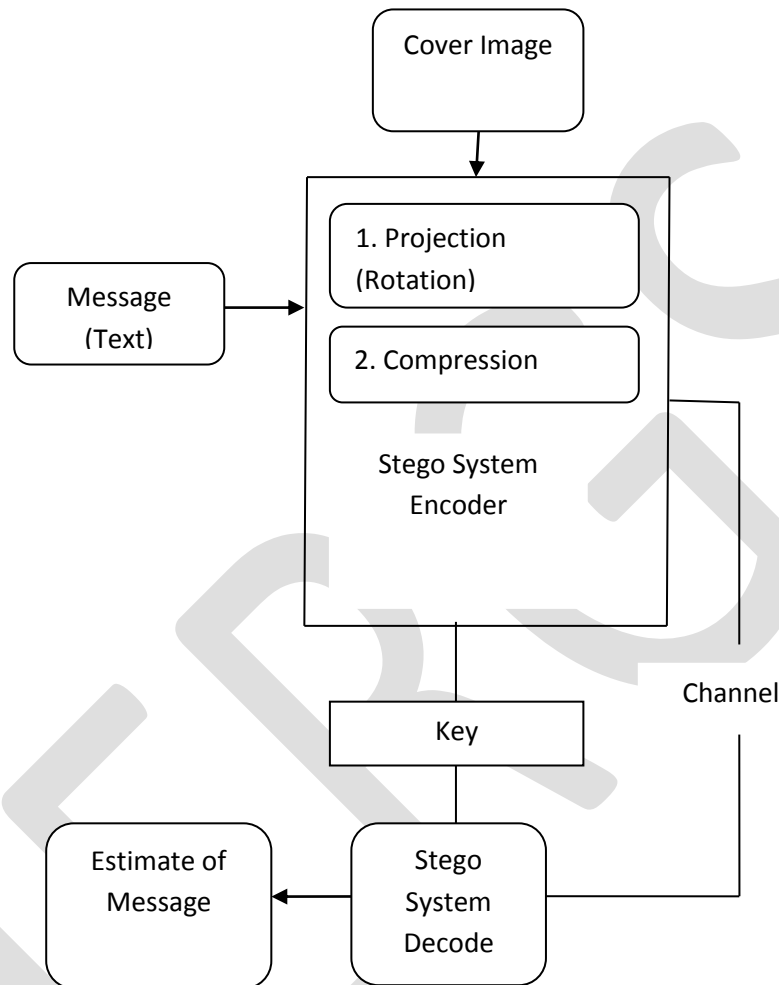 Cover Image
1. Projection
(Rotation)
Message
(Text)
2. Compression
Stego System
Encoder
Channel
Key
Estimate of
Message
Stego
System
Decode